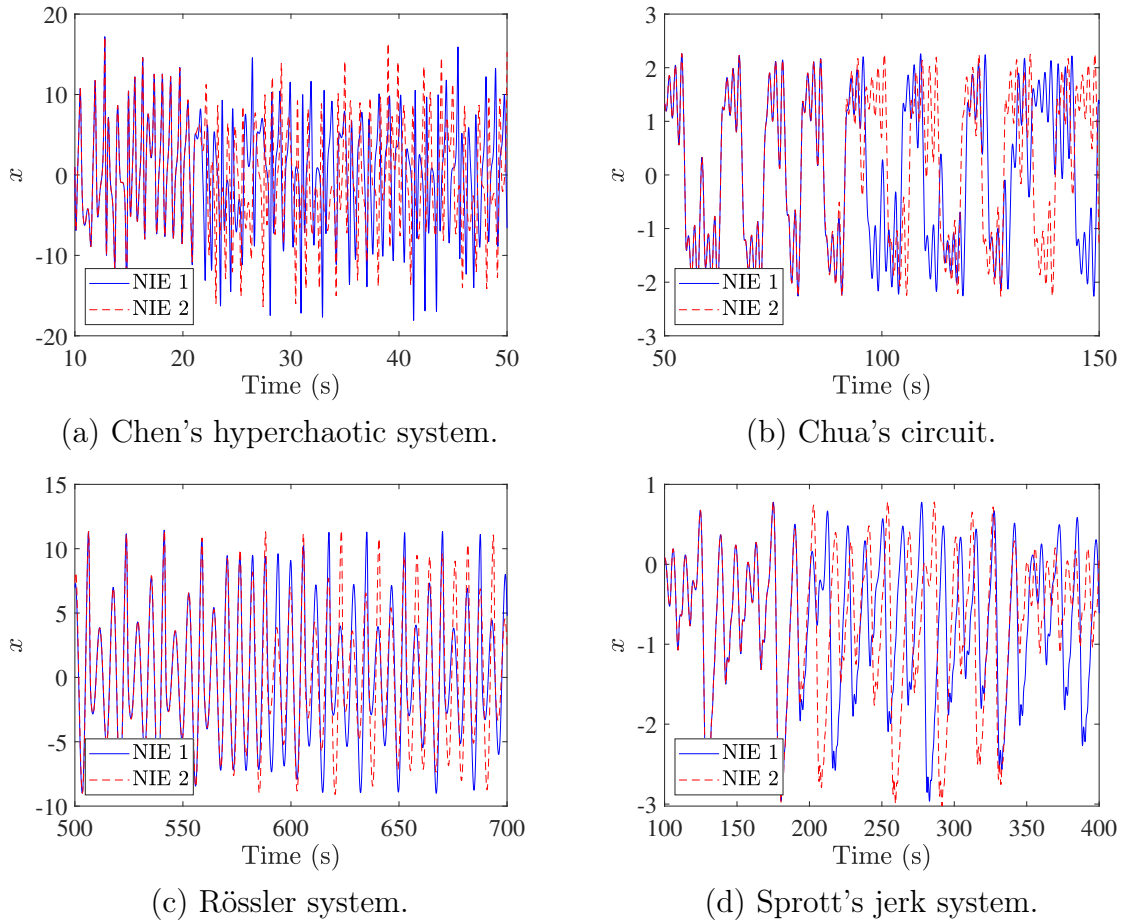 20
10
0
-10
-20
x
NIE 1
NIE 2
10 20 30 40 50
Time (s)
(a) Chen's hyperchaotic system.
3
2
1
0
-1
-2
-3
x
NIE 1
NIE 2
50 100 150
Time (s)
(b) Chua's circuit.
15
10
5
0
-5
-10
x
NIE 1
NIE 2
500 550 600 650 700
Time (s)
(c) Rössler system.
1
0
-1
-2
-3
x
NIE 1
NIE 2
100 150 200 250 300 350 400
Time (s)
(d) Sprott's jerk system.